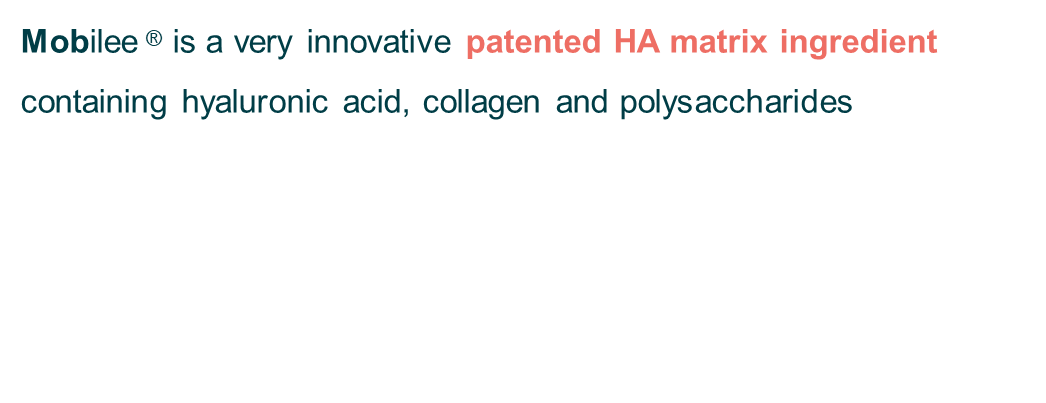 Mobilee ® is a very innovative patented HA matrix ingredient
containing hyaluronic acid, collagen and polysaccharides